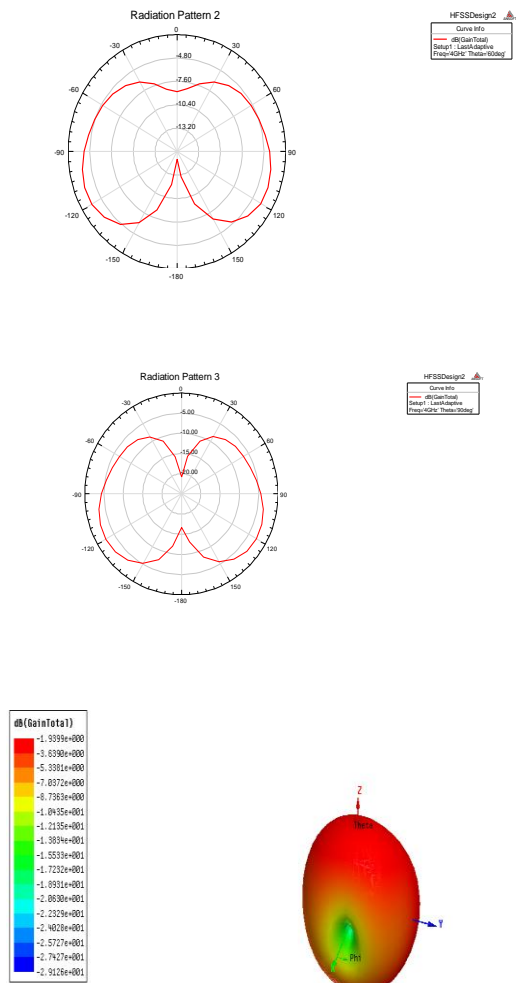 Radiation Pattern 2
HFSSDesign2
Curve Info
dB(GainTotal)
Setup1 : LastAdaptive
Freq='4GHz' Theta='60deg'
0
-30
30
-4.80
-60
60
-7.60
-10.40
-13.20
-90
90
-120
120
-150
150
-180
Radiation Pattern 3
HFSSDesign2
Curve Info
dB(GainTotal)
Setup1 : LastAdaptive
Freq='4GHz' Theta='90deg'
0
-30
30
-5.00
-60
60
-10.00
-15.00
-20.00
-90
90
-120
120
-150
150
-180
dB(GainTotal)
-1.9399e+000
-3.6390e+000
-5.3381e+000
-7.0372e+000
-8.7363e+000
-1.0435e+001
-1.2135e+001
-1.3834e+001
-1.5533e+001
-1.7232e+001
-1.8931e+001
-2.0630e+001
-2.2329e+001
-2.4028e+001
-2.5727e+001
-2.7427e+001
-2.9126e+001
Z
Theta
Y
X
Phi